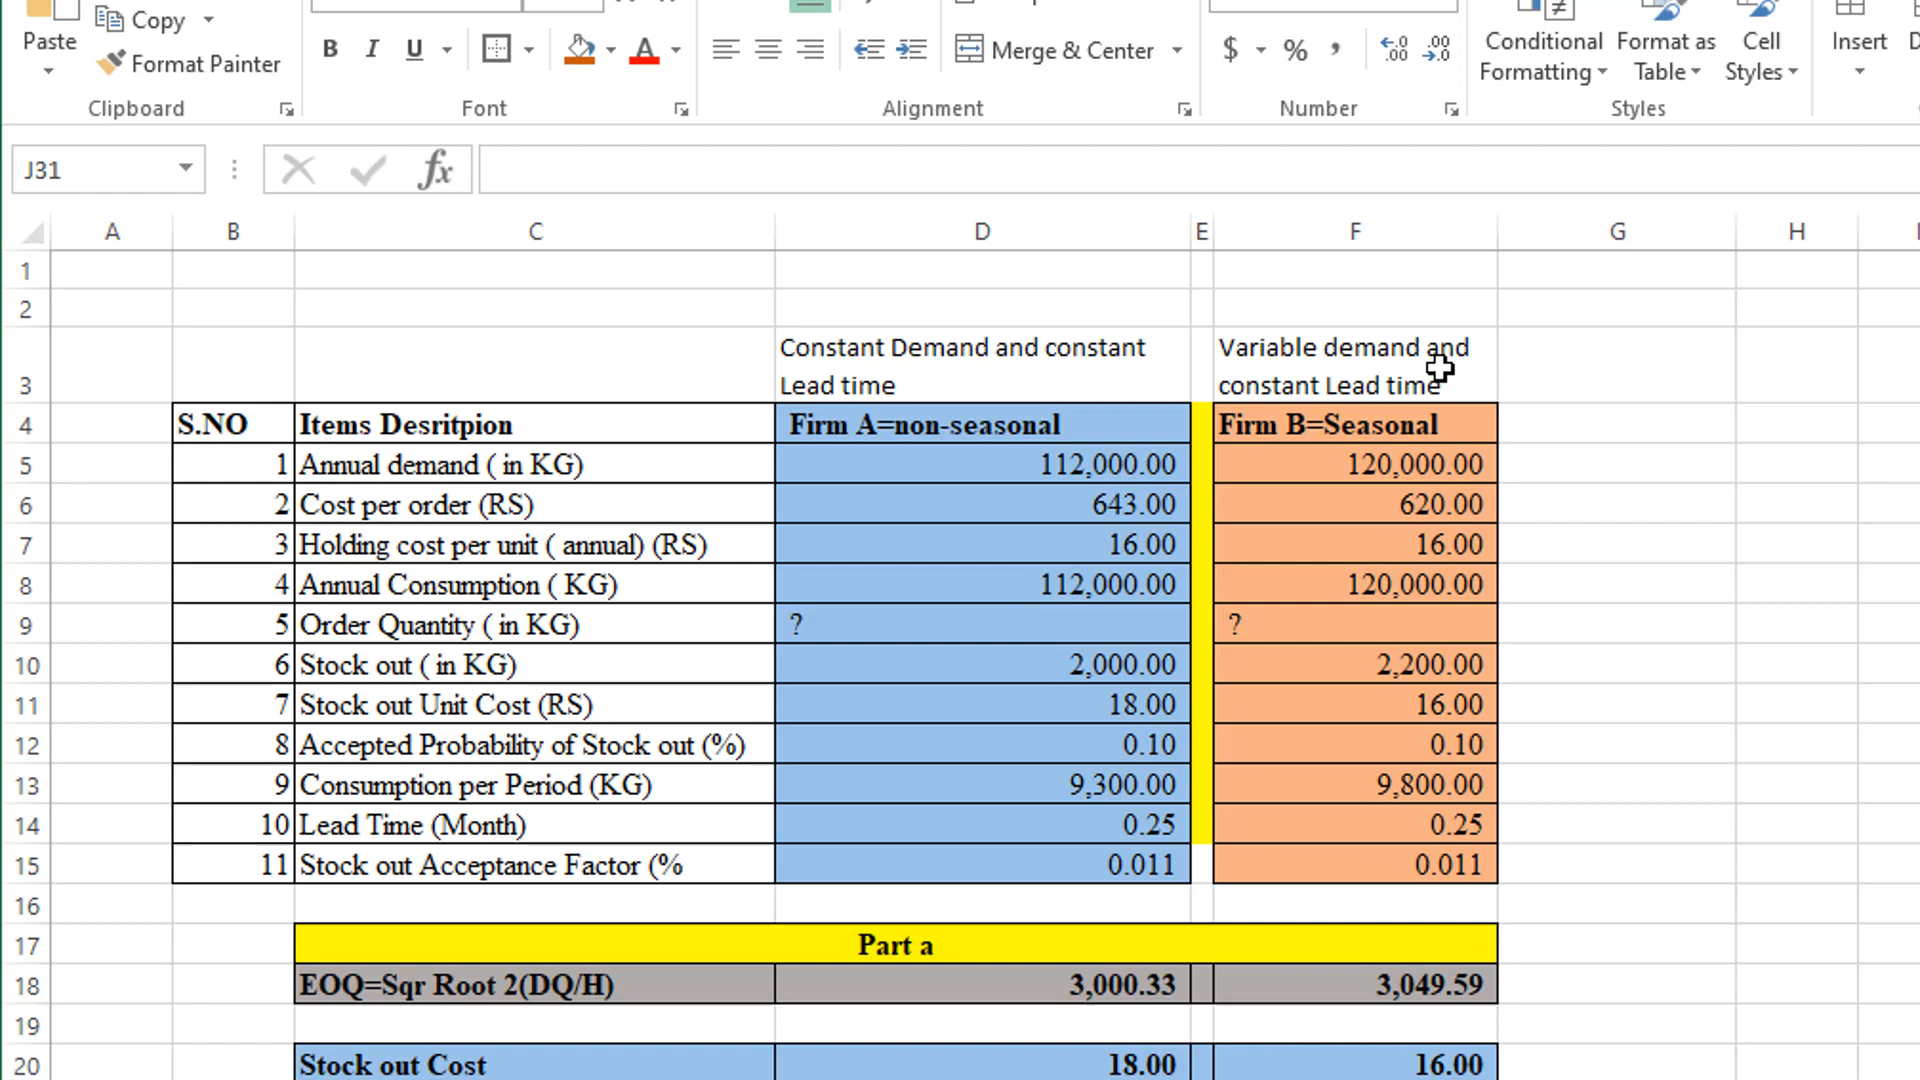 Copy
Paste
Format Painter
Clipboard
B I U
A
Font
Merge & Center
Alignment
$ % ,
.0 .00
.00 .0
Number
Conditional Formatting
Format as Table
Cell Styles
Styles
Insert
J31
fx
A B C D E F G H
1
2
3 Constant Demand and constant Lead time Variable demand and constant Lead time
4 S.NO Items Desritpion Firm A=non-seasonal Firm B=Seasonal
5 1 Annual demand ( in KG) 112,000.00 120,000.00
6 2 Cost per order (RS) 643.00 620.00
7 3 Holding cost per unit ( annual) (RS) 16.00 16.00
8 4 Annual Consumption ( KG) 112,000.00 120,000.00
9 5 Order Quantity ( in KG) ? ?
10 6 Stock out ( in KG) 2,000.00 2,200.00
11 7 Stock out Unit Cost (RS) 18.00 16.00
12 8 Accepted Probability of Stock out (%) 0.10 0.10
13 9 Consumption per Period (KG) 9,300.00 9,800.00
14 10 Lead Time (Month) 0.25 0.25
15 11 Stock out Acceptance Factor (% 0.011 0.011
16
17 Part a
18 EOQ=Sqr Root 2(DQ/H) 3,000.33 3,049.59
19
20 Stock out Cost 18.00 16.00